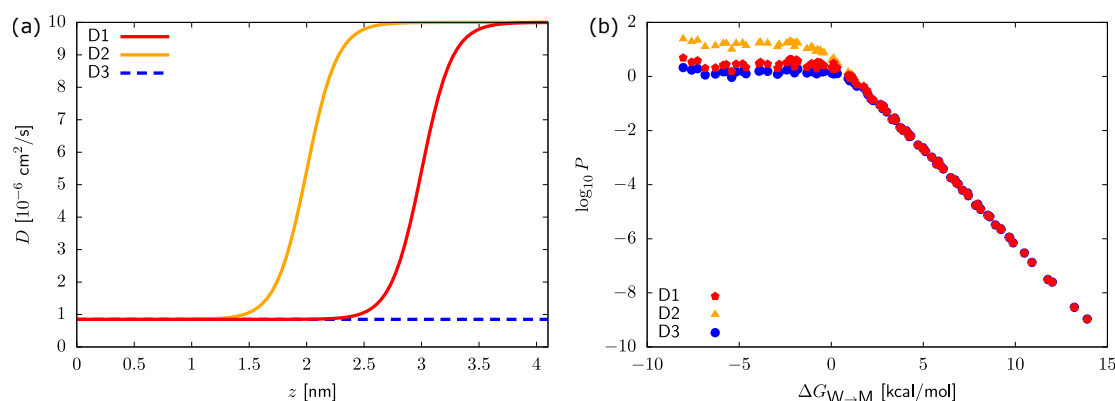 (a)
D1
D2
D3
D [10⁻⁶ cm²/s]
10
9
8
7
6
5
4
3
2
1
0
0 0.5 1 1.5 2 2.5 3 3.5 4
z [nm]
(b)
log₁₀ P
2
0
−2
−4
−6
−8
−10
D1
D2
D3
−10 −5 0 5 10 15
ΔG_W→M [kcal/mol]